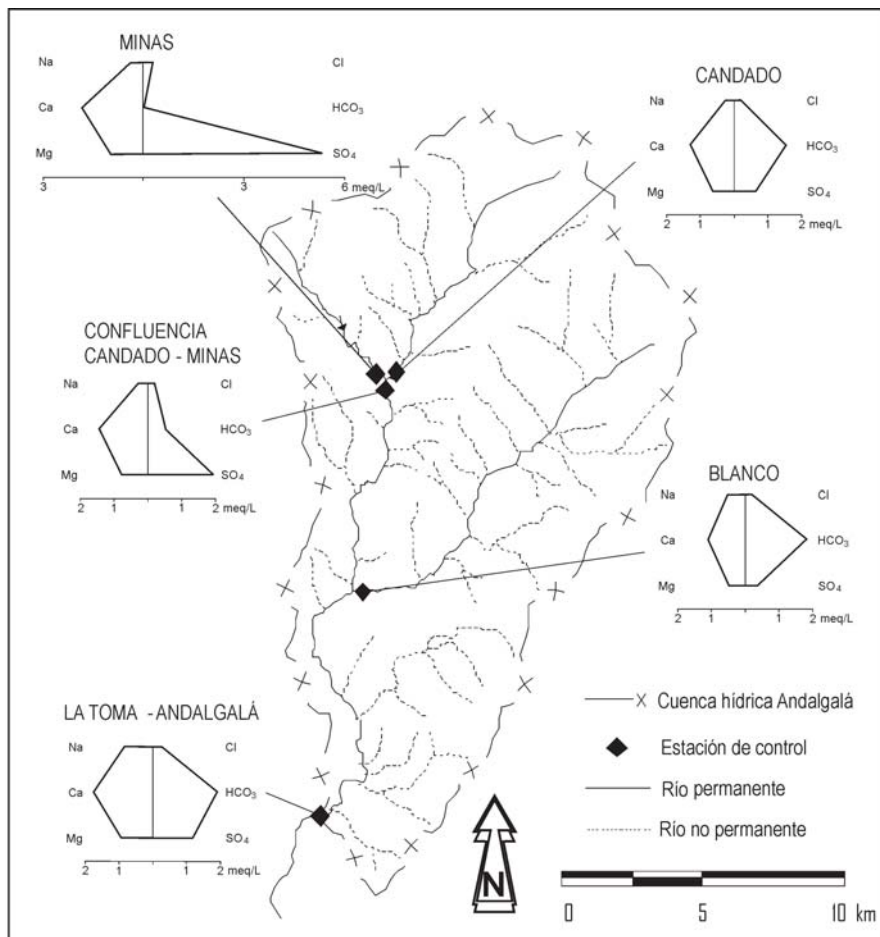 MINAS
Na Cl
Ca HCO₃
Mg SO₄
3 3 6 meq/L
CANDADO
Na Cl
Ca HCO₃
Mg SO₄
2 1 1 2 meq/L
CONFLUENCIA
CANDADO - MINAS
Na Cl
Ca HCO₃
Mg SO₄
2 1 1 2 meq/L
BLANCO
Na Cl
Ca HCO₃
Mg SO₄
2 1 1 2 meq/L
LA TOMA - ANDALGALÁ
Na Cl
Ca HCO₃
Mg SO₄
2 1 1 2 meq/L
Cuenca hídrica Andalgalá
Estación de control
Río permanente
Río no permanente
N
0 5 10 km